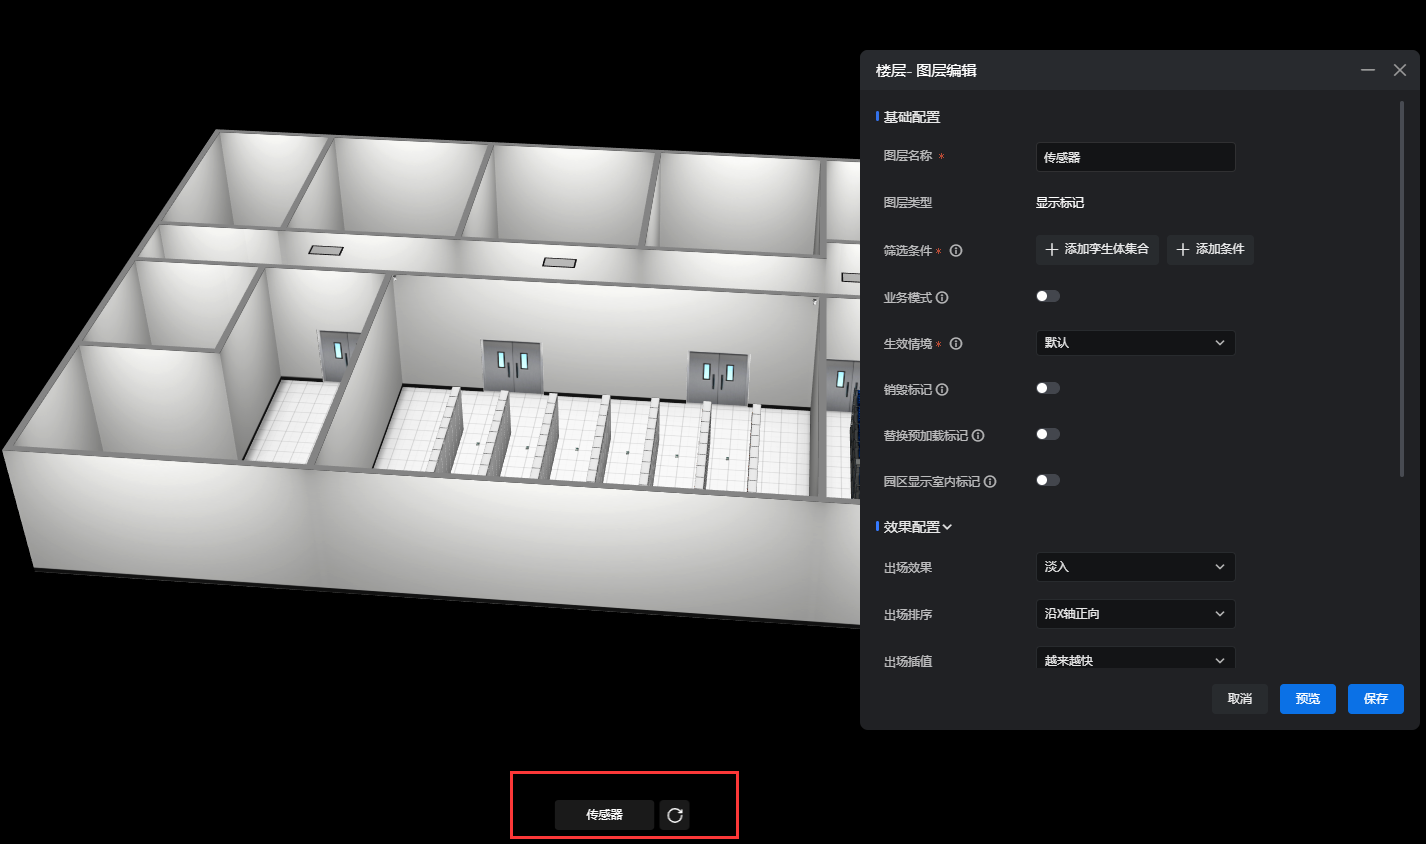 楼层- 图层编辑
基础配置
图层名称 *
传感器
图层类型
显示标记
筛选条件 *
添加孪生体集合
添加条件
业务模式
生效情境 *
默认
销毁标记
替换预加载标记
园区显示室内标记
效果配置
出场效果
淡入
出场排序
沿X轴正向
出场插值
越来越快
取消
预览
保存
传感器